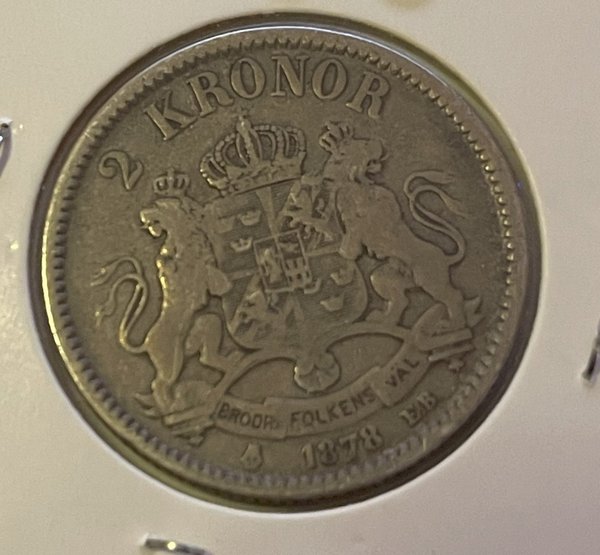 2 KRONOR
BRÖDR. FOLKENS VÄL
1878 EB